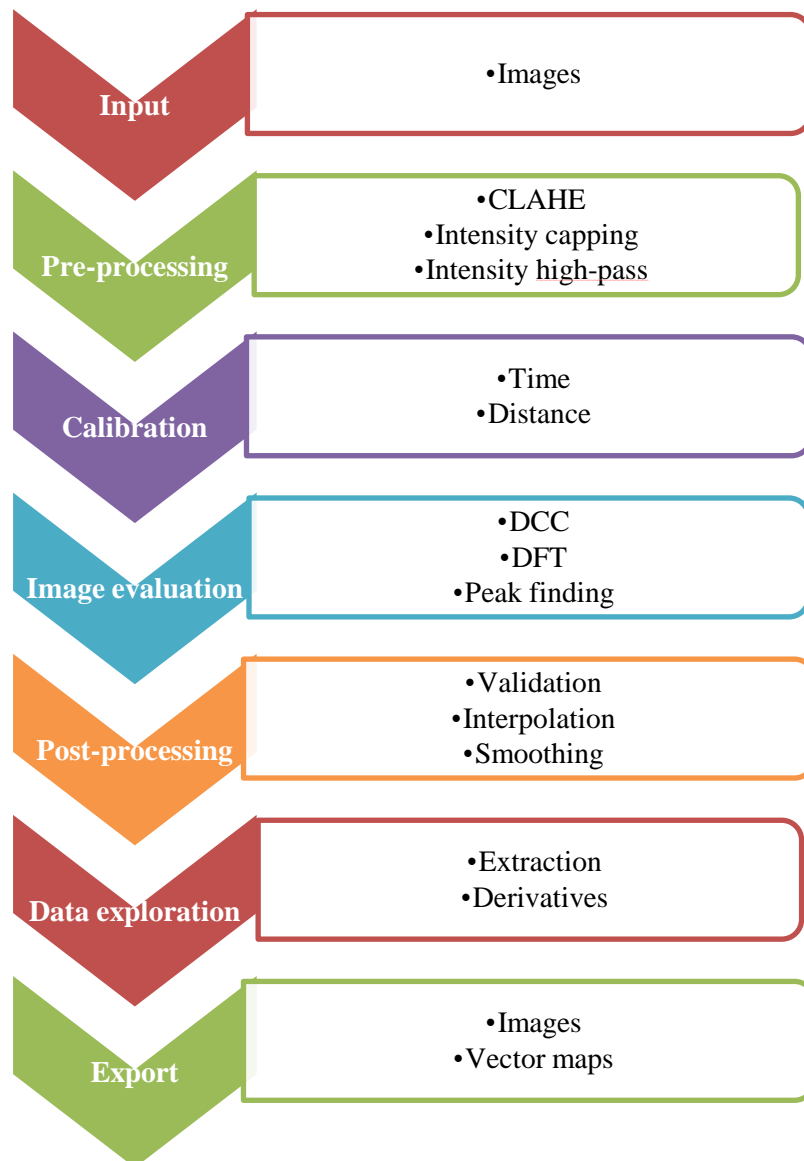 Input
•Images
Pre-processing
•CLAHE
•Intensity capping
•Intensity high-pass
Calibration
•Time
•Distance
Image evaluation
•DCC
•DFT
•Peak finding
Post-processing
•Validation
•Interpolation
•Smoothing
Data exploration
•Extraction
•Derivatives
Export
•Images
•Vector maps